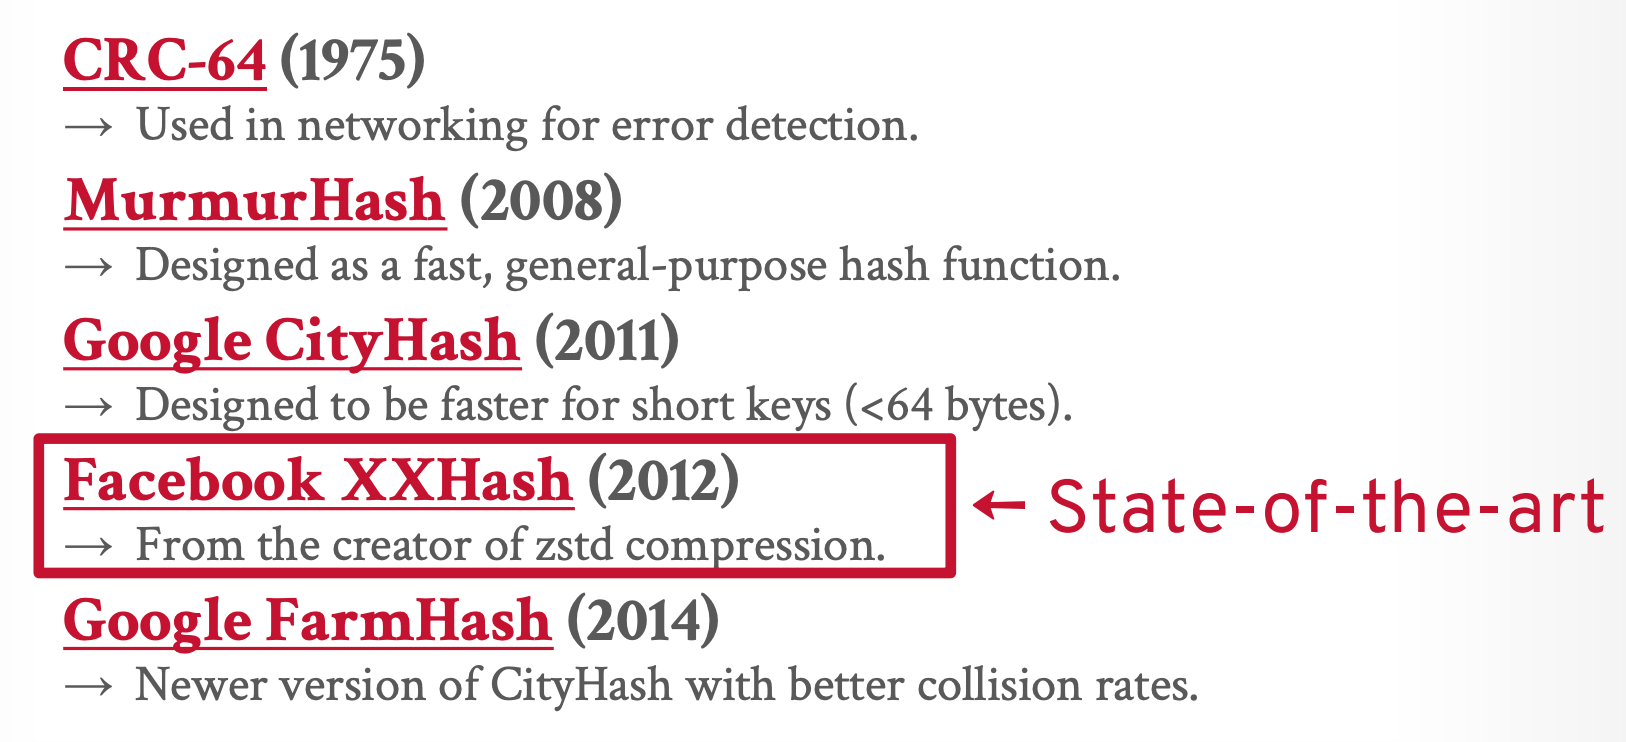 CRC-64 (1975)
→ Used in networking for error detection.
MurmurHash (2008)
→ Designed as a fast, general-purpose hash function.
Google CityHash (2011)
→ Designed to be faster for short keys (<64 bytes).
Facebook XXHash (2012)
→ From the creator of zstd compression.
← State-of-the-art
Google FarmHash (2014)
→ Newer version of CityHash with better collision rates.